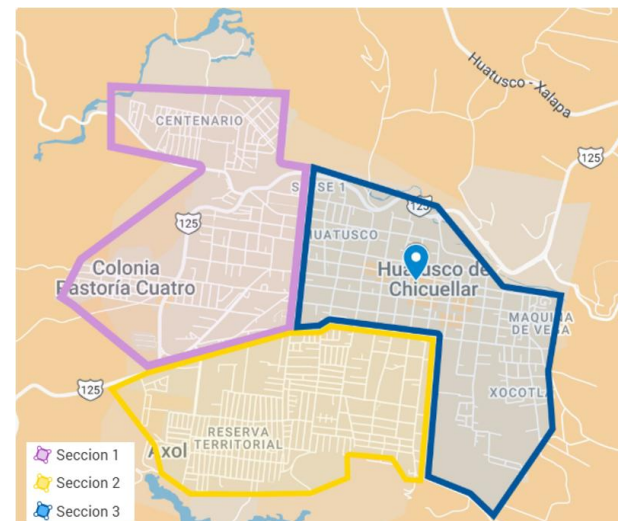 Huatusco - Xalapa
CENTENARIO
125
125
125
HUATUSCO
Colonia
Pastoría Cuatro
Huatusco de
Chicuellar
MAQUINA
DE VEGA
125
XOCOTLA
RESERVA
TERRITORIAL
Axol
Seccion 1
Seccion 2
Seccion 3